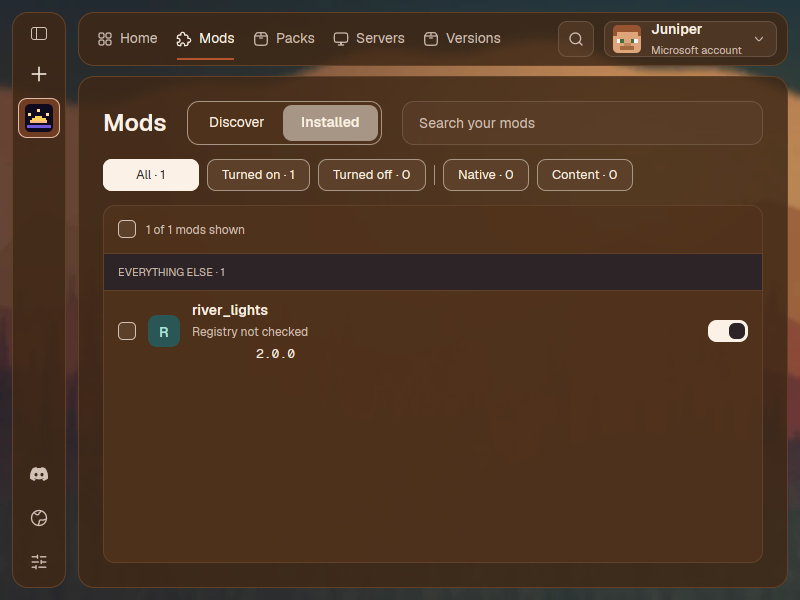 Home
Mods
Packs
Servers
Versions
Juniper
Microsoft account
Mods
Discover
Installed
Search your mods
All · 1
Turned on · 1
Turned off · 0
Native · 0
Content · 0
1 of 1 mods shown
EVERYTHING ELSE · 1
R
river_lights
Registry not checked
2.0.0